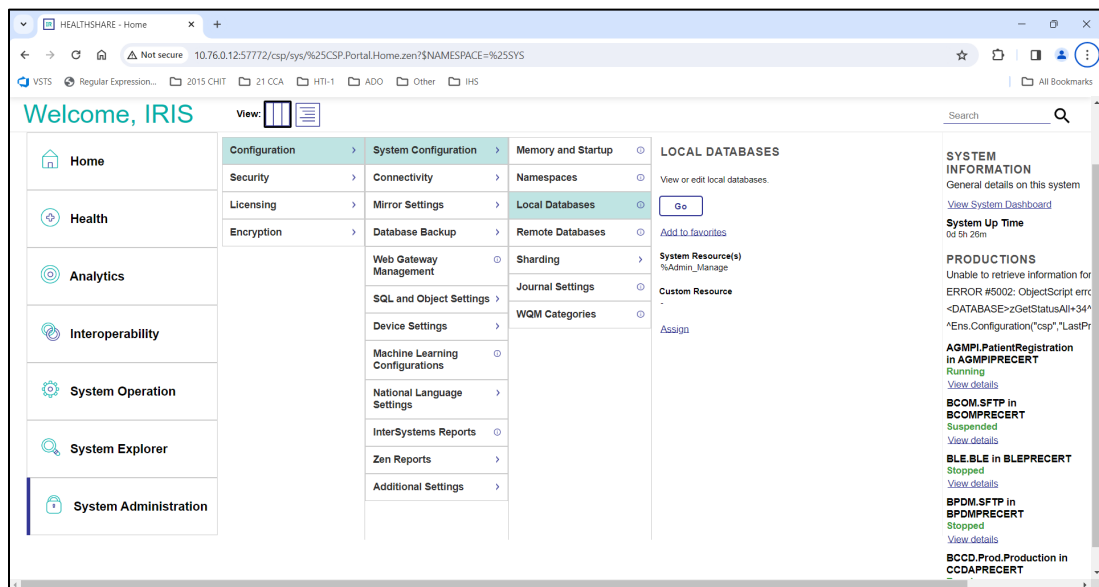 HEALTHSHARE - Home
Not secure 10.76.0.12:57772/csp/sys/%25CSP.Portal.Home.zen?$NAMESPACE=%25SYS
VSTS Regular Expression... 2015 CHIT 21 CCA HTI-1 ADO Other IHS All Bookmarks
Welcome, IRIS
View:
Search
Home
Health
Analytics
Interoperability
System Operation
System Explorer
System Administration
Configuration
Security
Licensing
Encryption
System Configuration
Connectivity
Mirror Settings
Database Backup
Web Gateway
Management
SQL and Object Settings
Device Settings
Machine Learning
Configurations
National Language
Settings
InterSystems Reports
Zen Reports
Additional Settings
Memory and Startup
Namespaces
Local Databases
Remote Databases
Sharding
Journal Settings
WQM Categories
LOCAL DATABASES
View or edit local databases.
Go
Add to favorites
System Resource(s)
%Admin_Manage
Custom Resource
-
Assign
SYSTEM
INFORMATION
General details on this system
View System Dashboard
System Up Time
0d 5h 26m
PRODUCTIONS
Unable to retrieve information for
ERROR #5002: ObjectScript erro
<DATABASE>zGetStatusAll+34^
^Ens.Configuration("csp","LastPr
AGMPI.PatientRegistration
in AGMPIPRECERT
Running
View details
BCOM.SFTP in
BCOMPRECERT
Suspended
View details
BLE.BLE in BLEPRECERT
Stopped
View details
BPDM.SFTP in
BPDMPRECERT
Stopped
View details
BCCD.Prod.Production in
CCDAPRECERT